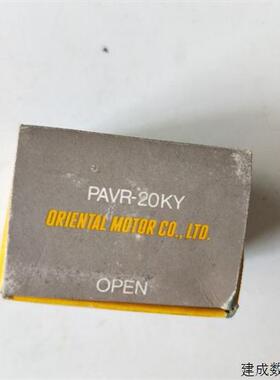 PAVR-20KY
ORIENTAL MOTOR CO., LTD.
OPEN
建成数